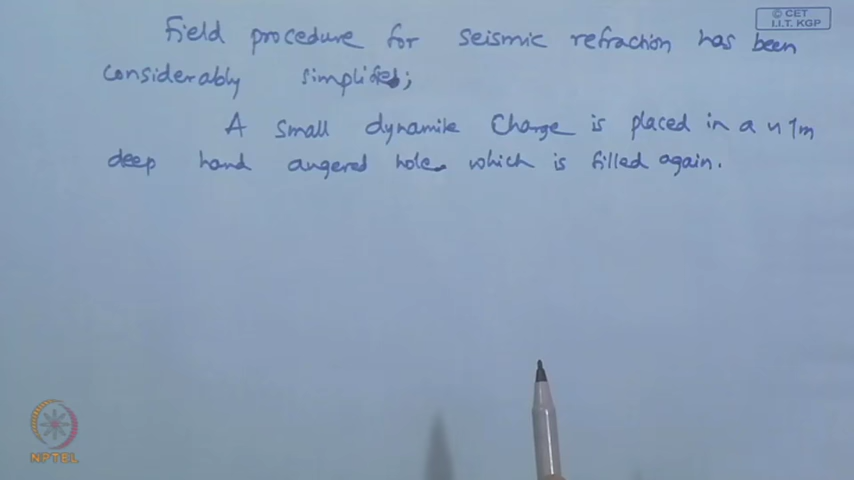 © CET
I.I.T. KGP
Field procedure for seismic refraction has been
considerably simplified;
A small dynamite charge is placed in a ~ 1m
deep hand augered hole which is filled again.
NPTEL